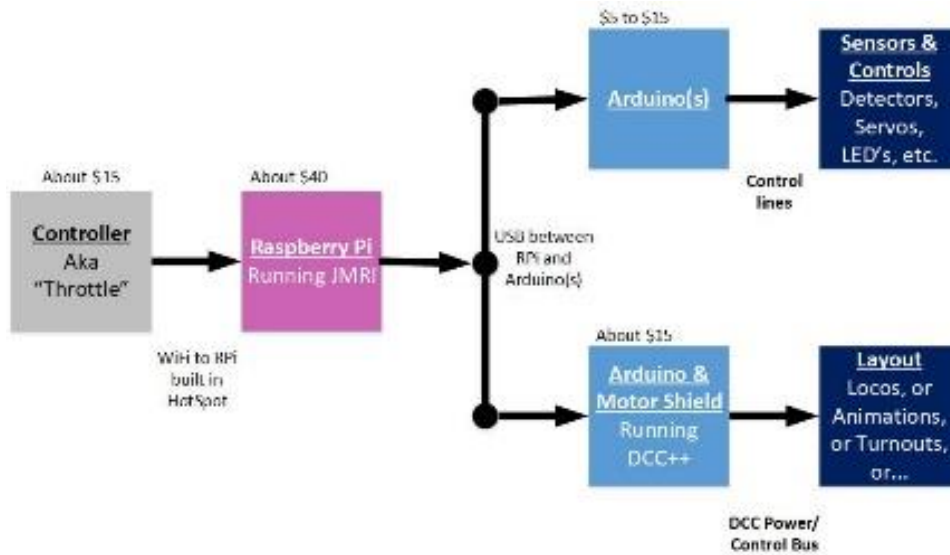 $5 to $15
Arduino(s)
Sensors &
Controls
Detectors,
Servos,
LED's, etc.
Control
lines
About $15
Controller
Aka
"Throttle"
About $40
Raspberry Pi
Running JMRI
WiFi to RPi
built in
HotSpot
USB between
RPi and
Arduino(s)
About $15
Arduino &
Motor Shield
Running
DCC++
Layout
Locos, or
Animations,
or Turnouts,
or...
DCC Power/
Control Bus